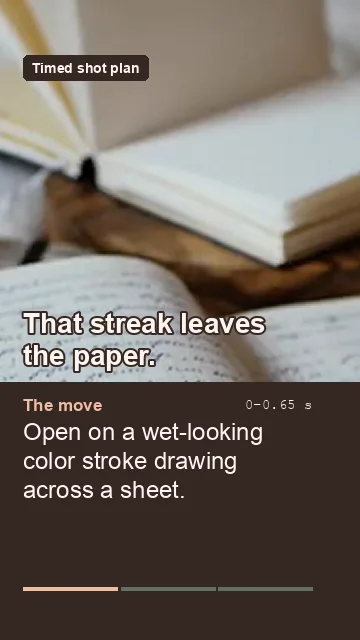 Timed shot plan
That streak leaves
the paper.
The move
0–0.65 s
Open on a wet-looking
color stroke drawing
across a sheet.